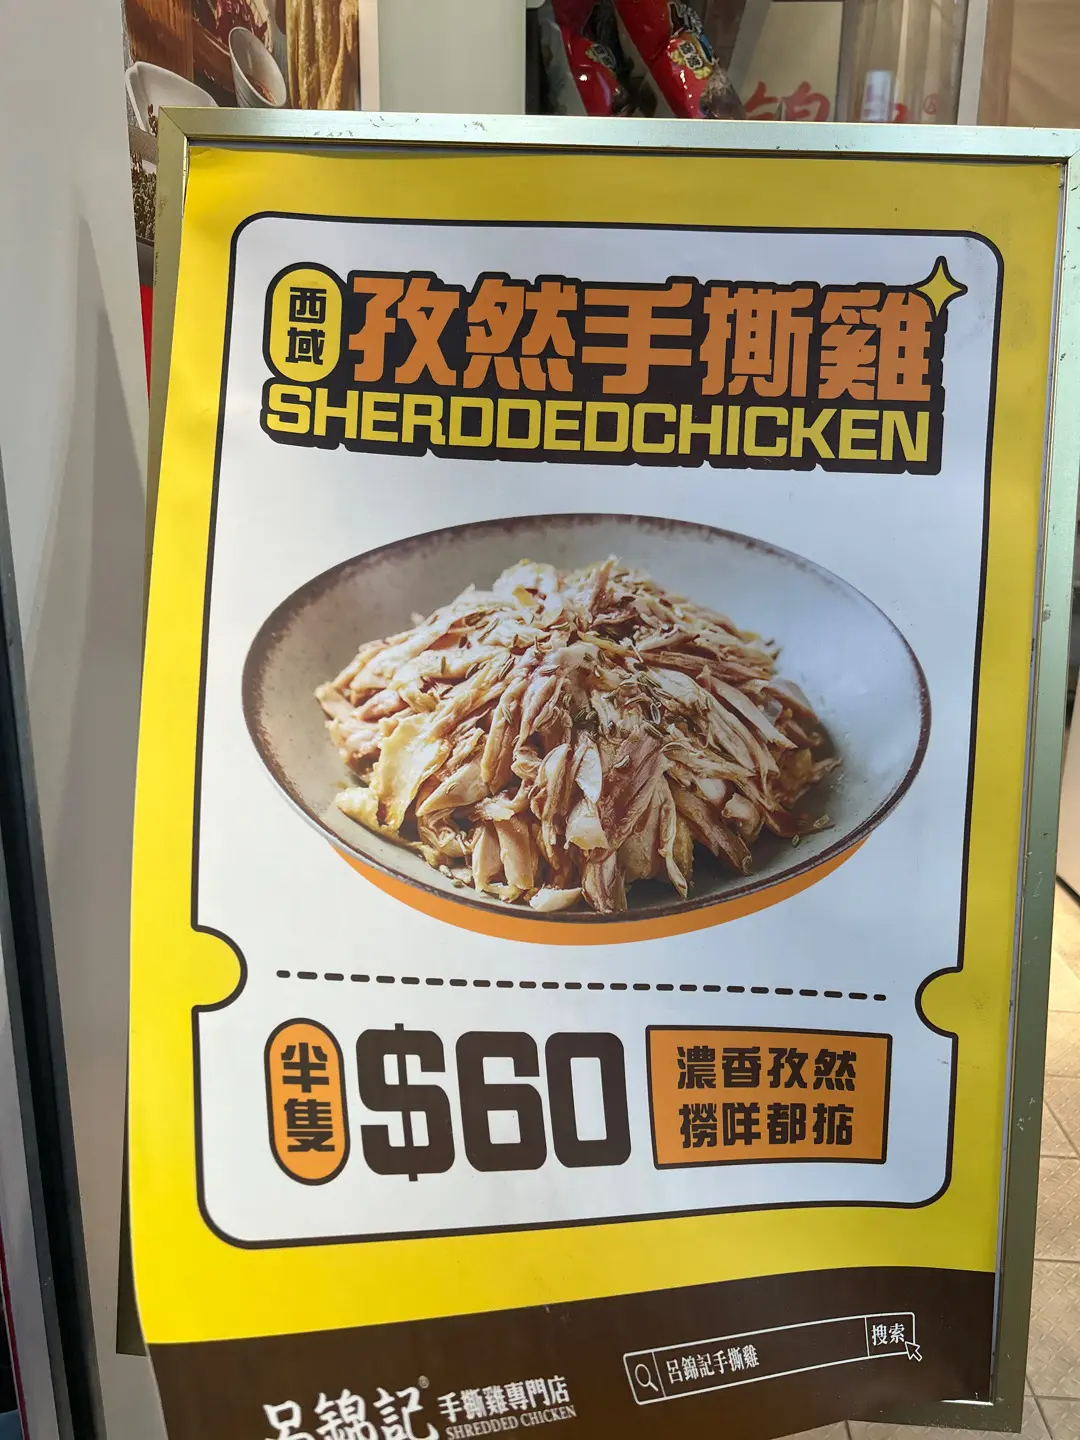 西域
孜然手撕雞
SHERDDEDCHICKEN
半隻
$60
濃香孜然
撈咩都掂
呂錦記手撕雞
搜索
呂錦記®
手撕雞專門店
SHREDDED CHICKEN